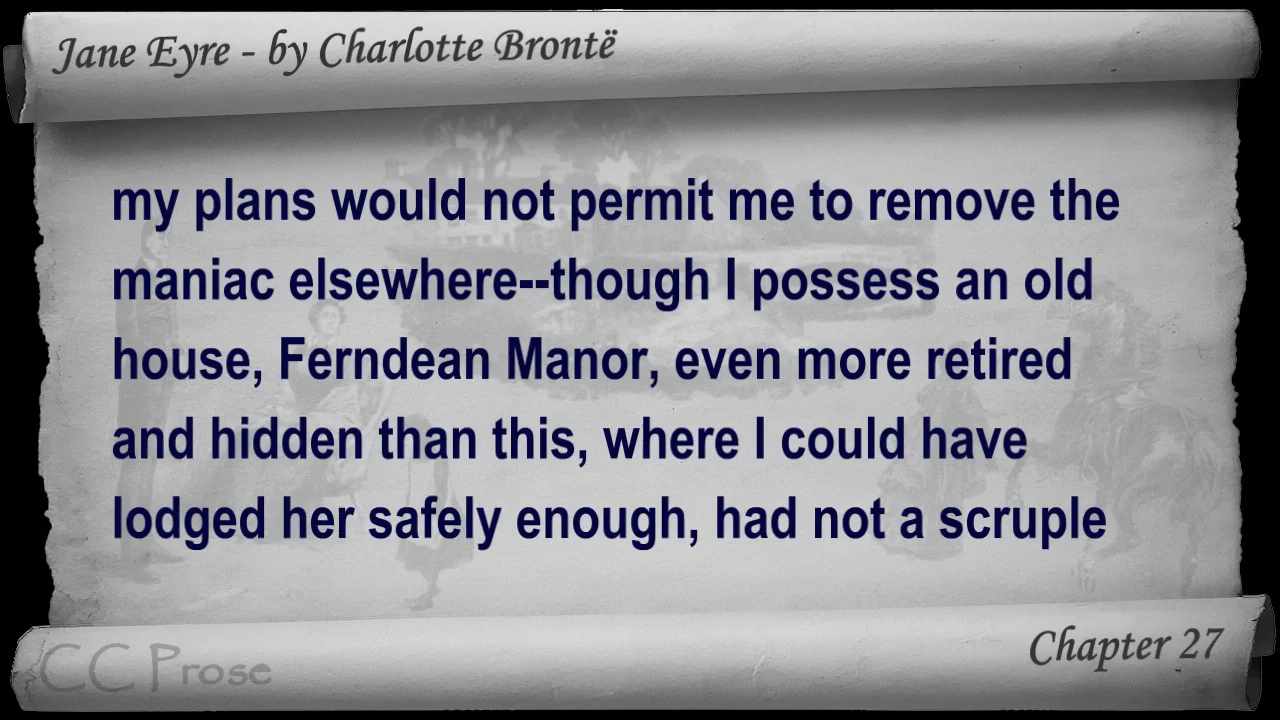 Jane Eyre - by Charlotte Brontë
my plans would not permit me to remove the
maniac elsewhere--though I possess an old
house, Ferndean Manor, even more retired
and hidden than this, where I could have
lodged her safely enough, had not a scruple
Chapter 27
CC Prose